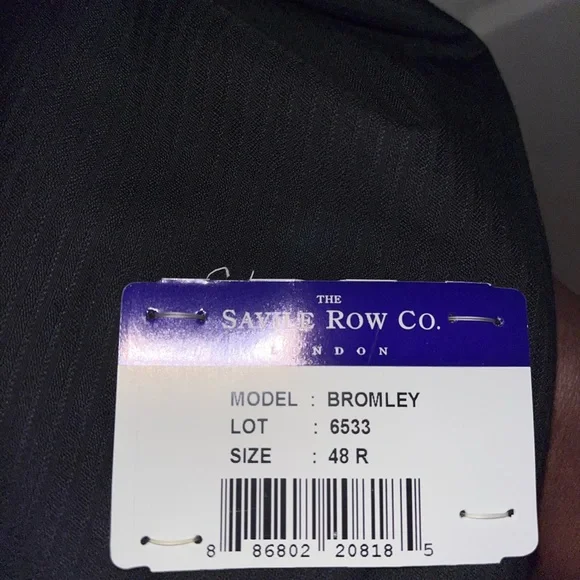 THE
SAVILE ROW CO.
LONDON
MODEL : BROMLEY
LOT : 6533
SIZE : 48 R
8 86802 20818 5